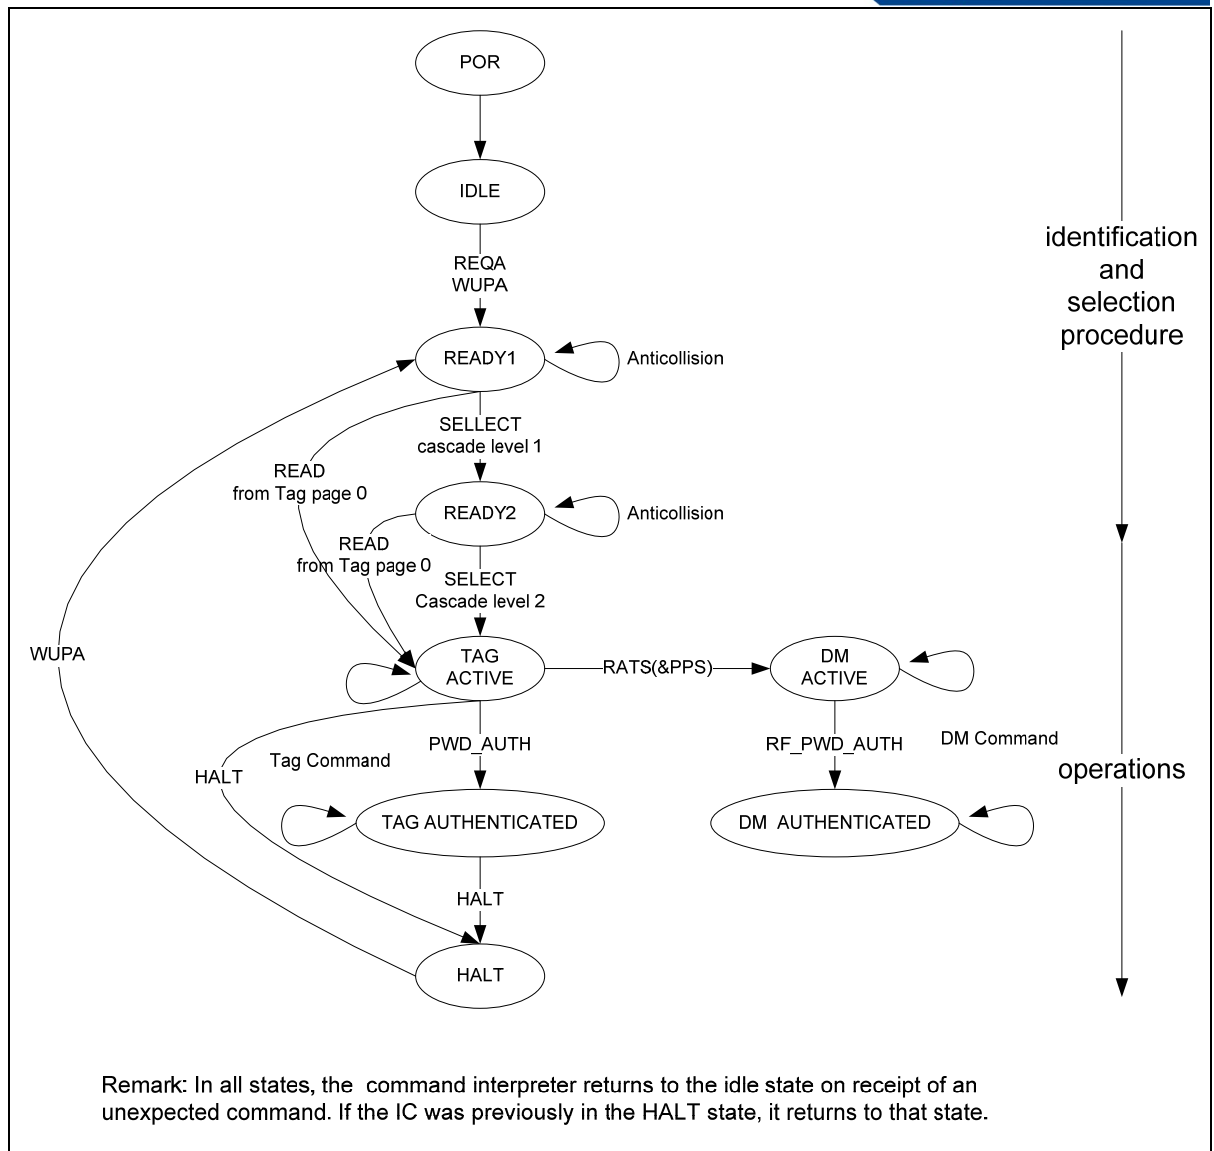 POR
IDLE
REQA
WUPA
identification
and
selection
procedure
READY1
Anticollision
SELLECT
cascade level 1
READ
from Tag page 0
READY2
Anticollision
READ
from Tag page 0
SELECT
Cascade level 2
WUPA
TAG
ACTIVE
RATS(&PPS)
DM
ACTIVE
PWD_AUTH
RF_PWD_AUTH
DM Command
Tag Command
HALT
operations
TAG AUTHENTICATED
DM AUTHENTICATED
HALT
HALT
Remark: In all states, the command interpreter returns to the idle state on receipt of an
unexpected command. If the IC was previously in the HALT state, it returns to that state.